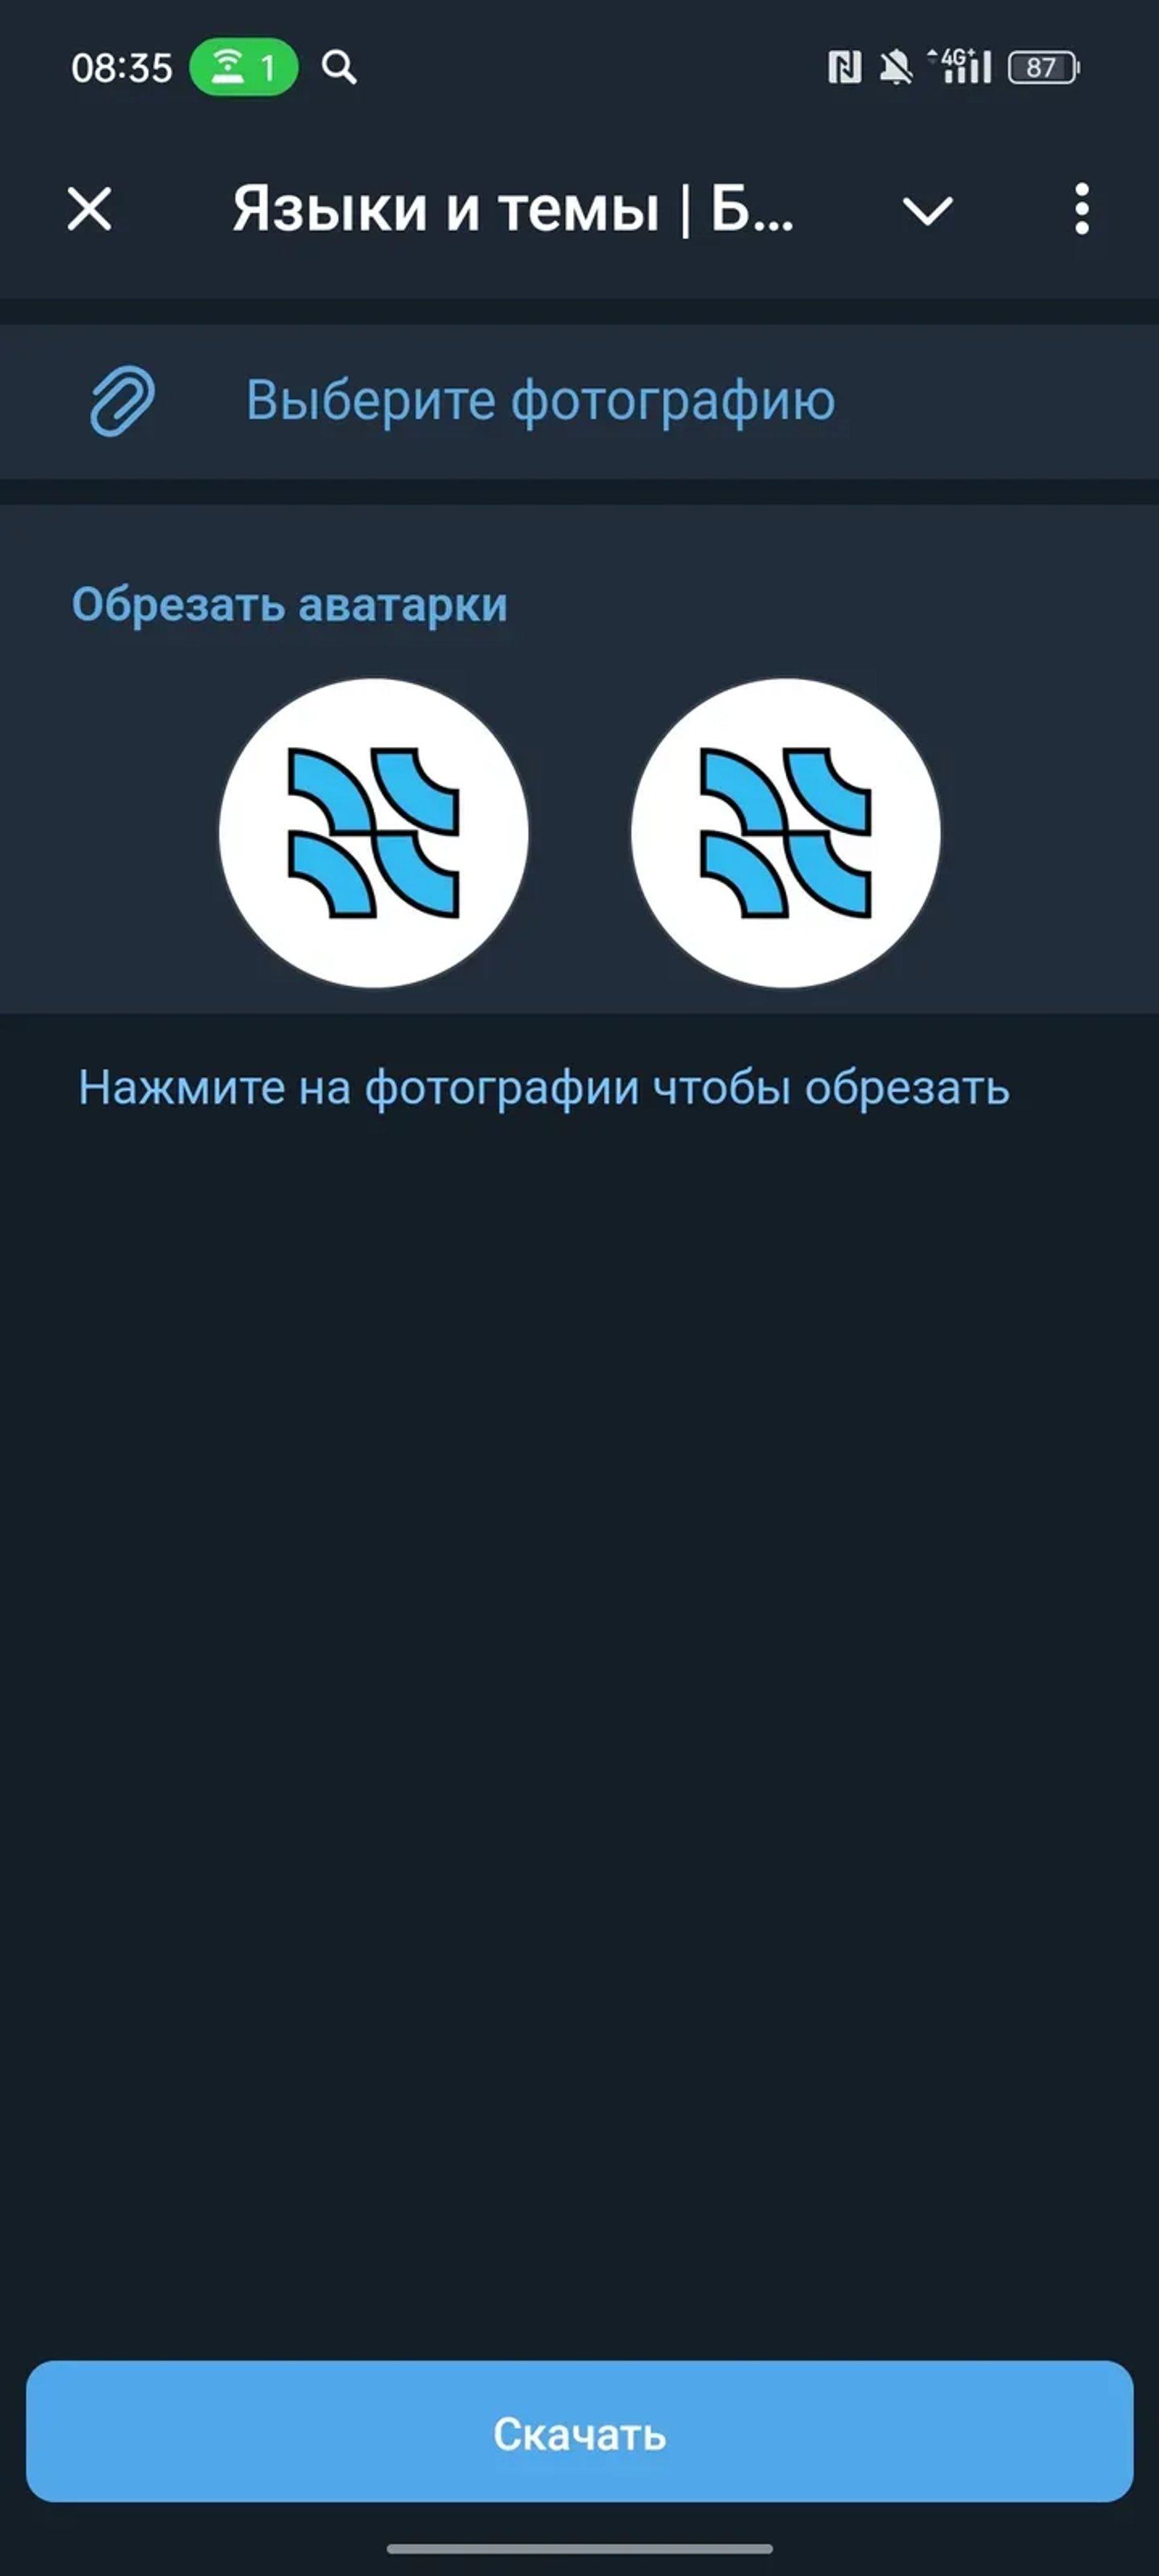 08:35 1 4G+ 87
Языки и темы | Б...
Выберите фотографию
Обрезать аватарки
Нажмите на фотографии чтобы обрезать
Скачать